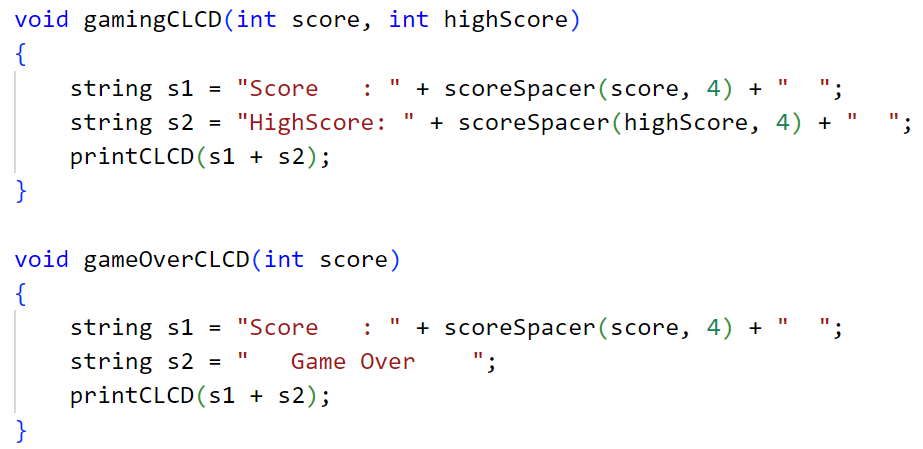 void gamingCLCD(int score, int highScore)
{
    string s1 = "Score   : " + scoreSpacer(score, 4) + "  ";
    string s2 = "HighScore: " + scoreSpacer(highScore, 4) + "  ";
    printCLCD(s1 + s2);
}

void gameOverCLCD(int score)
{
    string s1 = "Score   : " + scoreSpacer(score, 4) + "  ";
    string s2 = "   Game Over    ";
    printCLCD(s1 + s2);
}